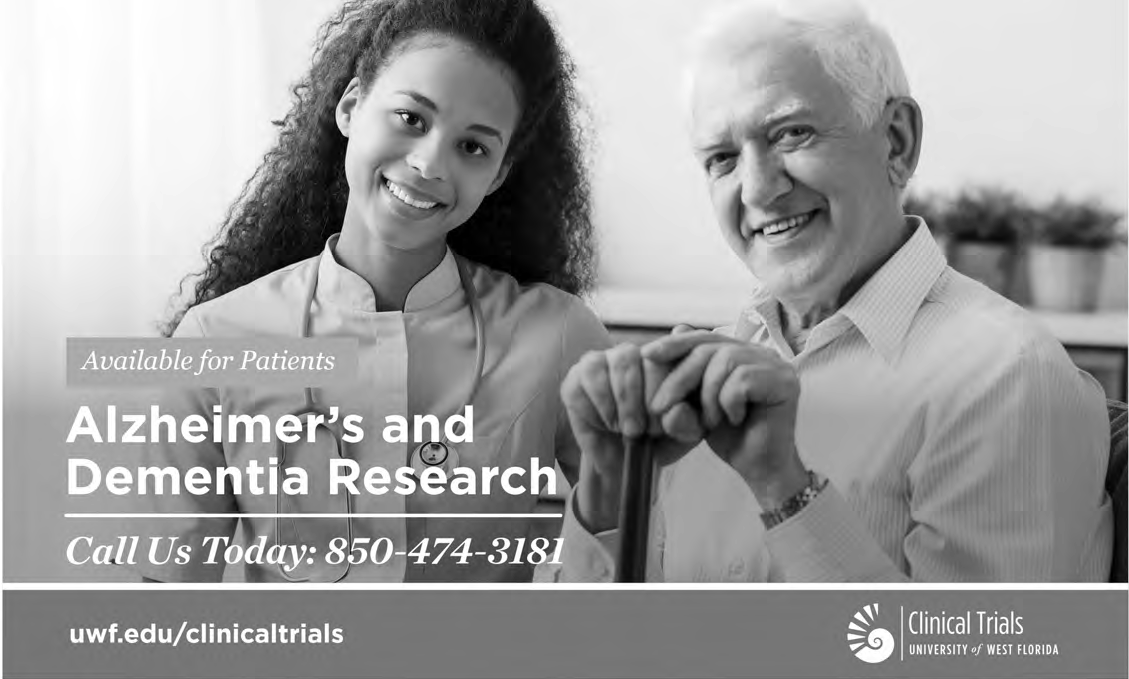 Available for Patients
Alzheimer’s and
Dementia Research
Call Us Today: 850-474-3181
uwf.edu/clinicaltrials
Clinical Trials
UNIVERSITY of WEST FLORIDA